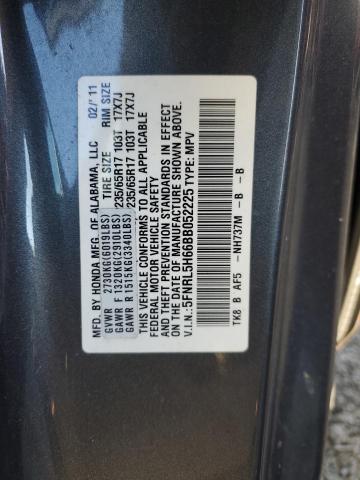 MFD. BY HONDA MFG. OF ALABAMA, LLC 02/'11
TIRE SIZE RIM SIZE
GVWR 2730KG(6019LBS)
GAWR F 1320KG(2910LBS) 235/65R17 103T 17X7J
GAWR R 1515KG(3340LBS) 235/65R17 103T 17X7J
THIS VEHICLE CONFORMS TO ALL APPLICABLE
FEDERAL MOTOR VEHICLE SAFETY
AND THEFT PREVENTION STANDARDS IN EFFECT
ON THE DATE OF MANUFACTURE SHOWN ABOVE.
V.I.N.: 5FNRL5H66BB052225 TYPE: MPV
TK8 B AF5 - NH737M - B - B